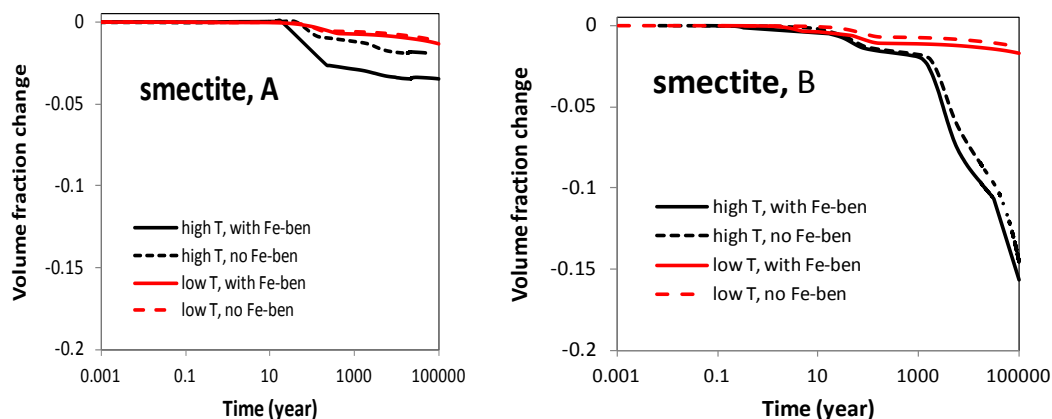 0
-0.05
-0.1
-0.15
-0.2
Volume fraction change
smectite, A
high T, with Fe-ben
high T, no Fe-ben
low T, with Fe-ben
low T, no Fe-ben
0.001 0.1 10 1000 100000
Time (year)
0
-0.05
-0.1
-0.15
-0.2
Volume fraction change
smectite, B
high T, with Fe-ben
high T, no Fe-ben
low T, with Fe-ben
low T, no Fe-ben
0.001 0.1 10 1000 100000
Time (year)